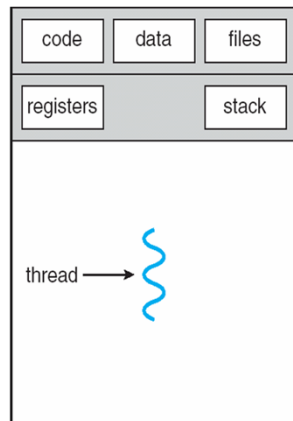 code data files
registers stack
thread